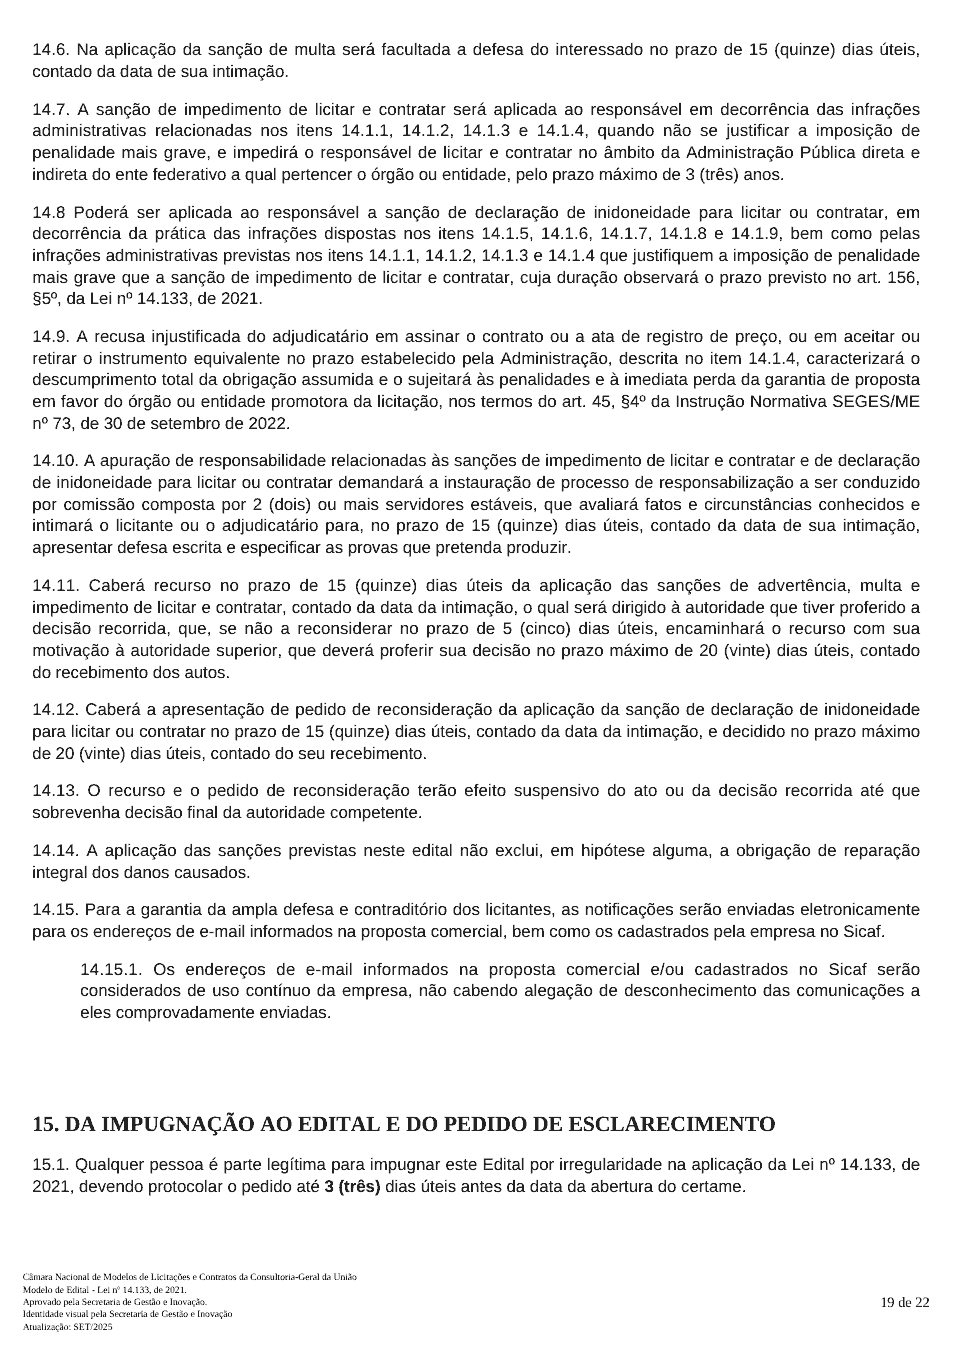 14.6. Na aplicação da sanção de multa será facultada a defesa do interessado no prazo de 15 (quinze) dias úteis,
contado da data de sua intimação.
14.7. A sanção de impedimento de licitar e contratar será aplicada ao responsável em decorrência das infrações
administrativas relacionadas nos itens 14.1.1, 14.1.2, 14.1.3 e 14.1.4, quando não se justificar a imposição de
penalidade mais grave, e impedirá o responsável de licitar e contratar no âmbito da Administração Pública direta e
indireta do ente federativo a qual pertencer o órgão ou entidade, pelo prazo máximo de 3 (três) anos.
14.8 Poderá ser aplicada ao responsável a sanção de declaração de inidoneidade para licitar ou contratar, em
decorrência da prática das infrações dispostas nos itens 14.1.5, 14.1.6, 14.1.7, 14.1.8 e 14.1.9, bem como pelas
infrações administrativas previstas nos itens 14.1.1, 14.1.2, 14.1.3 e 14.1.4 que justifiquem a imposição de penalidade
mais grave que a sanção de impedimento de licitar e contratar, cuja duração observará o prazo previsto no art. 156,
§5º, da Lei nº 14.133, de 2021.
14.9. A recusa injustificada do adjudicatário em assinar o contrato ou a ata de registro de preço, ou em aceitar ou
retirar o instrumento equivalente no prazo estabelecido pela Administração, descrita no item 14.1.4, caracterizará o
descumprimento total da obrigação assumida e o sujeitará às penalidades e à imediata perda da garantia de proposta
em favor do órgão ou entidade promotora da licitação, nos termos do art. 45, §4º da Instrução Normativa SEGES/ME
nº 73, de 30 de setembro de 2022.
14.10. A apuração de responsabilidade relacionadas às sanções de impedimento de licitar e contratar e de declaração
de inidoneidade para licitar ou contratar demandará a instauração de processo de responsabilização a ser conduzido
por comissão composta por 2 (dois) ou mais servidores estáveis, que avaliará fatos e circunstâncias conhecidos e
intimará o licitante ou o adjudicatário para, no prazo de 15 (quinze) dias úteis, contado da data de sua intimação,
apresentar defesa escrita e especificar as provas que pretenda produzir.
14.11. Caberá recurso no prazo de 15 (quinze) dias úteis da aplicação das sanções de advertência, multa e
impedimento de licitar e contratar, contado da data da intimação, o qual será dirigido à autoridade que tiver proferido a
decisão recorrida, que, se não a reconsiderar no prazo de 5 (cinco) dias úteis, encaminhará o recurso com sua
motivação à autoridade superior, que deverá proferir sua decisão no prazo máximo de 20 (vinte) dias úteis, contado
do recebimento dos autos.
14.12. Caberá a apresentação de pedido de reconsideração da aplicação da sanção de declaração de inidoneidade
para licitar ou contratar no prazo de 15 (quinze) dias úteis, contado da data da intimação, e decidido no prazo máximo
de 20 (vinte) dias úteis, contado do seu recebimento.
14.13. O recurso e o pedido de reconsideração terão efeito suspensivo do ato ou da decisão recorrida até que
sobrevenha decisão final da autoridade competente.
14.14. A aplicação das sanções previstas neste edital não exclui, em hipótese alguma, a obrigação de reparação
integral dos danos causados.
14.15. Para a garantia da ampla defesa e contraditório dos licitantes, as notificações serão enviadas eletronicamente
para os endereços de e-mail informados na proposta comercial, bem como os cadastrados pela empresa no Sicaf.
14.15.1. Os endereços de e-mail informados na proposta comercial e/ou cadastrados no Sicaf serão
considerados de uso contínuo da empresa, não cabendo alegação de desconhecimento das comunicações a
eles comprovadamente enviadas.
15. DA IMPUGNAÇÃO AO EDITAL E DO PEDIDO DE ESCLARECIMENTO
15.1. Qualquer pessoa é parte legítima para impugnar este Edital por irregularidade na aplicação da Lei nº 14.133, de
2021, devendo protocolar o pedido até 3 (três) dias úteis antes da data da abertura do certame.
Câmara Nacional de Modelos de Licitações e Contratos da Consultoria-Geral da União
Modelo de Edital - Lei nº 14.133, de 2021.
Aprovado pela Secretaria de Gestão e Inovação.
Identidade visual pela Secretaria de Gestão e Inovação
Atualização: SET/2025
19 de 22